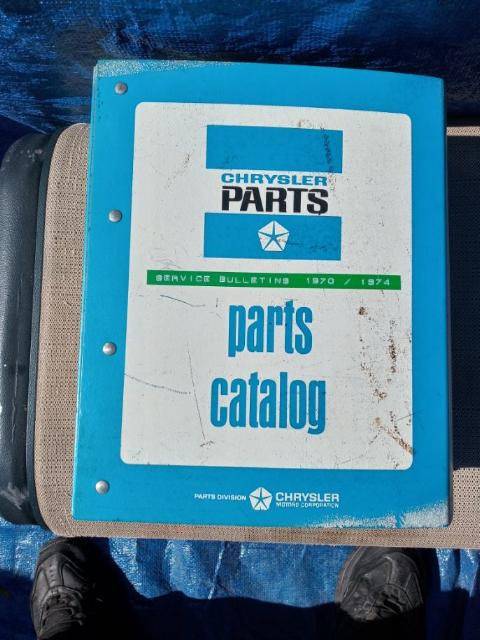 CHRYSLER
PARTS
SERVICE BULLETINS 1970 / 1974
parts
catalog
PARTS DIVISION CHRYSLER
MOTORS CORPORATION